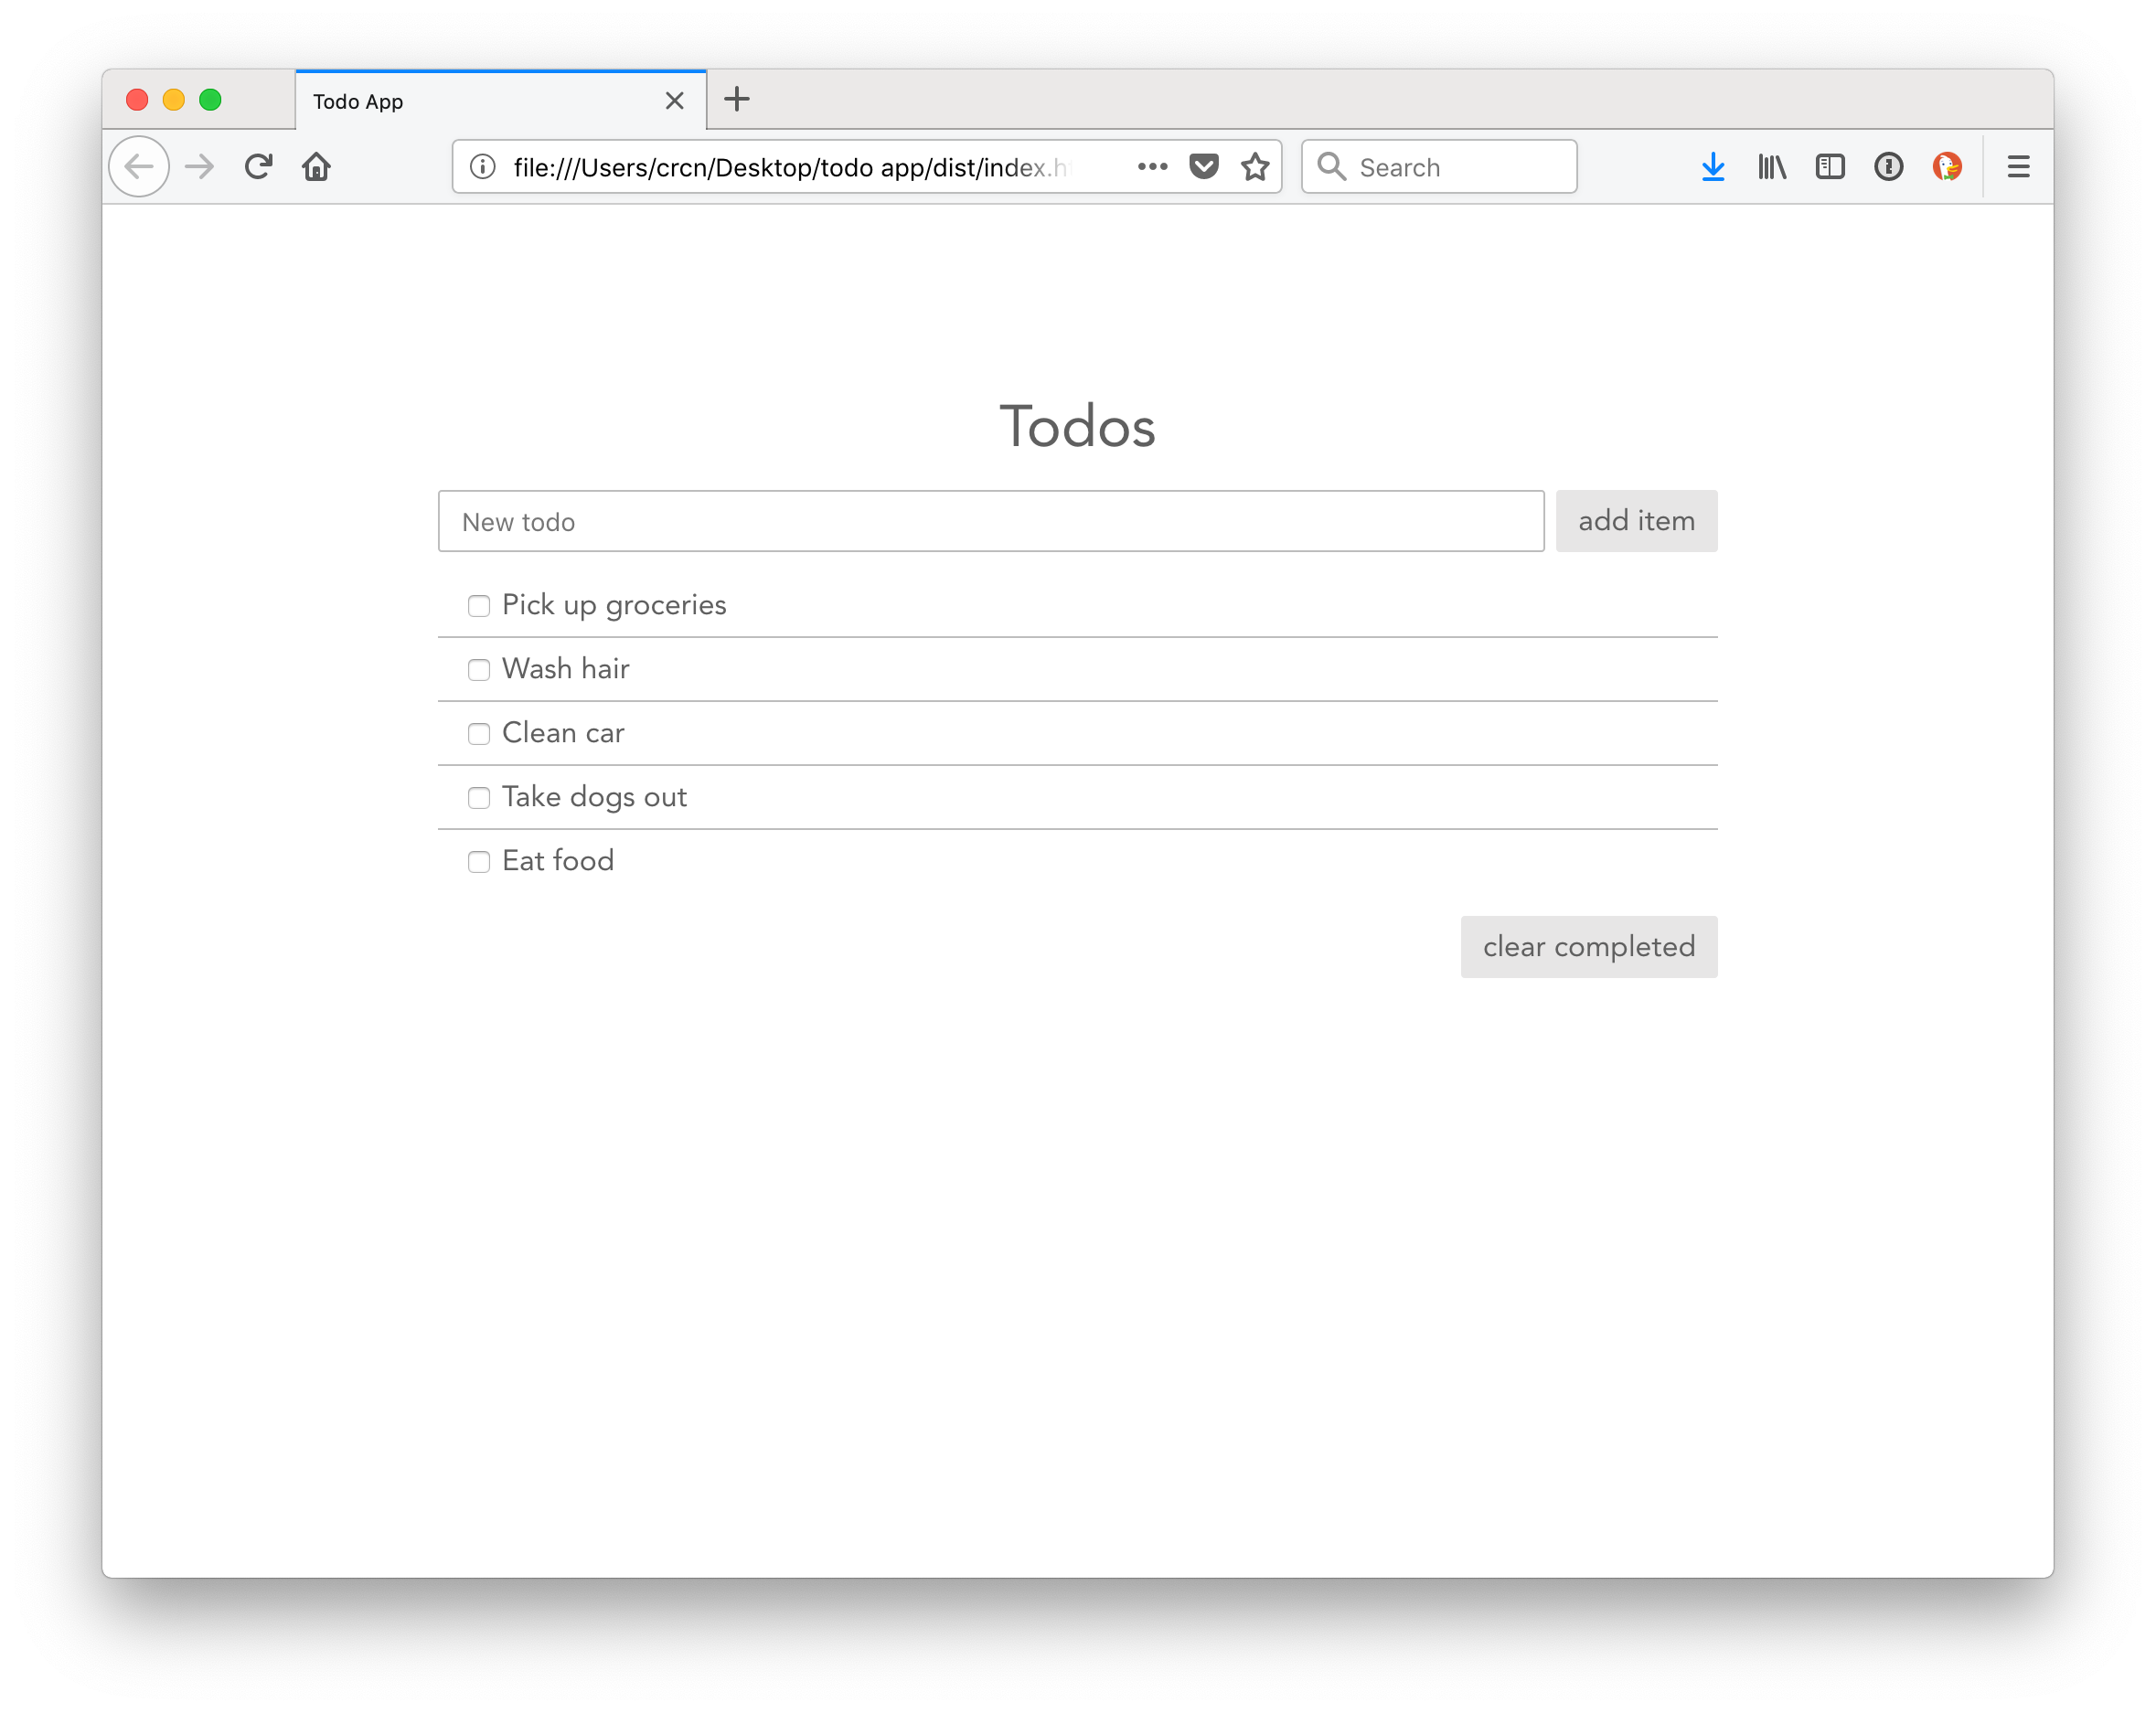 Todo App
file:///Users/crcn/Desktop/todo app/dist/index.h
Search
Todos
New todo
add item
Pick up groceries
Wash hair
Clean car
Take dogs out
Eat food
clear completed